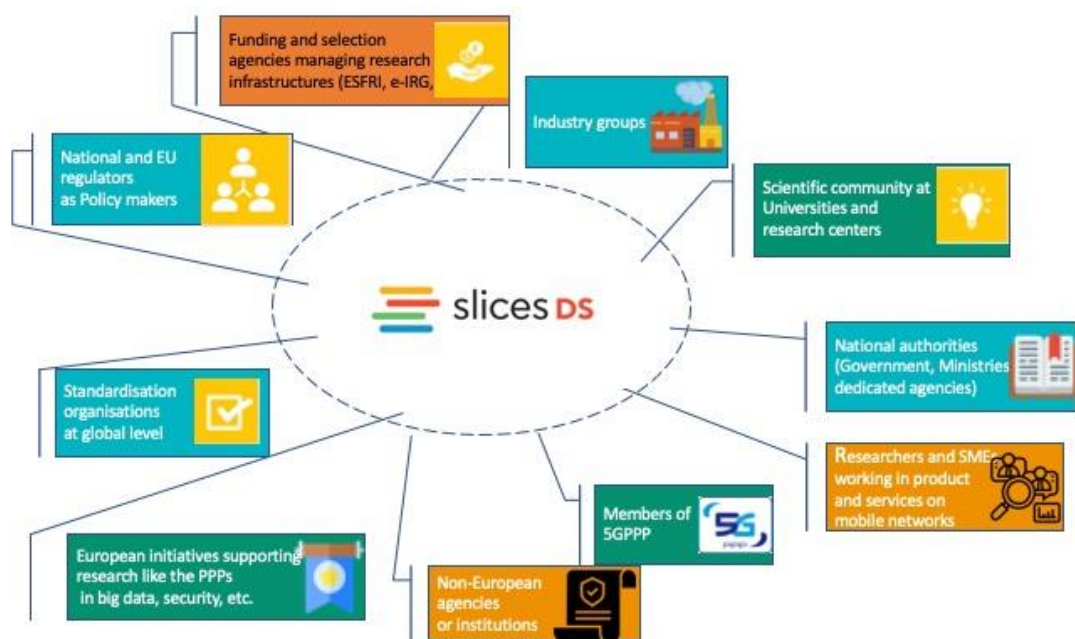 Funding and selection
agencies managing research
infrastructures (ESFRI, e-IRG,
Industry groups
National and EU
regulators
as Policy makers
Scientific community at
Universities and
research centers
slices DS
National authorities
(Government, Ministries
dedicated agencies)
Standardisation
organisations
at global level
Researchers and SMEs
working in product
and services on
mobile networks
Members of
5GPPP
5G
PPP
European initiatives supporting
research like the PPPs
in big data, security, etc.
Non-European
agencies
or institutions